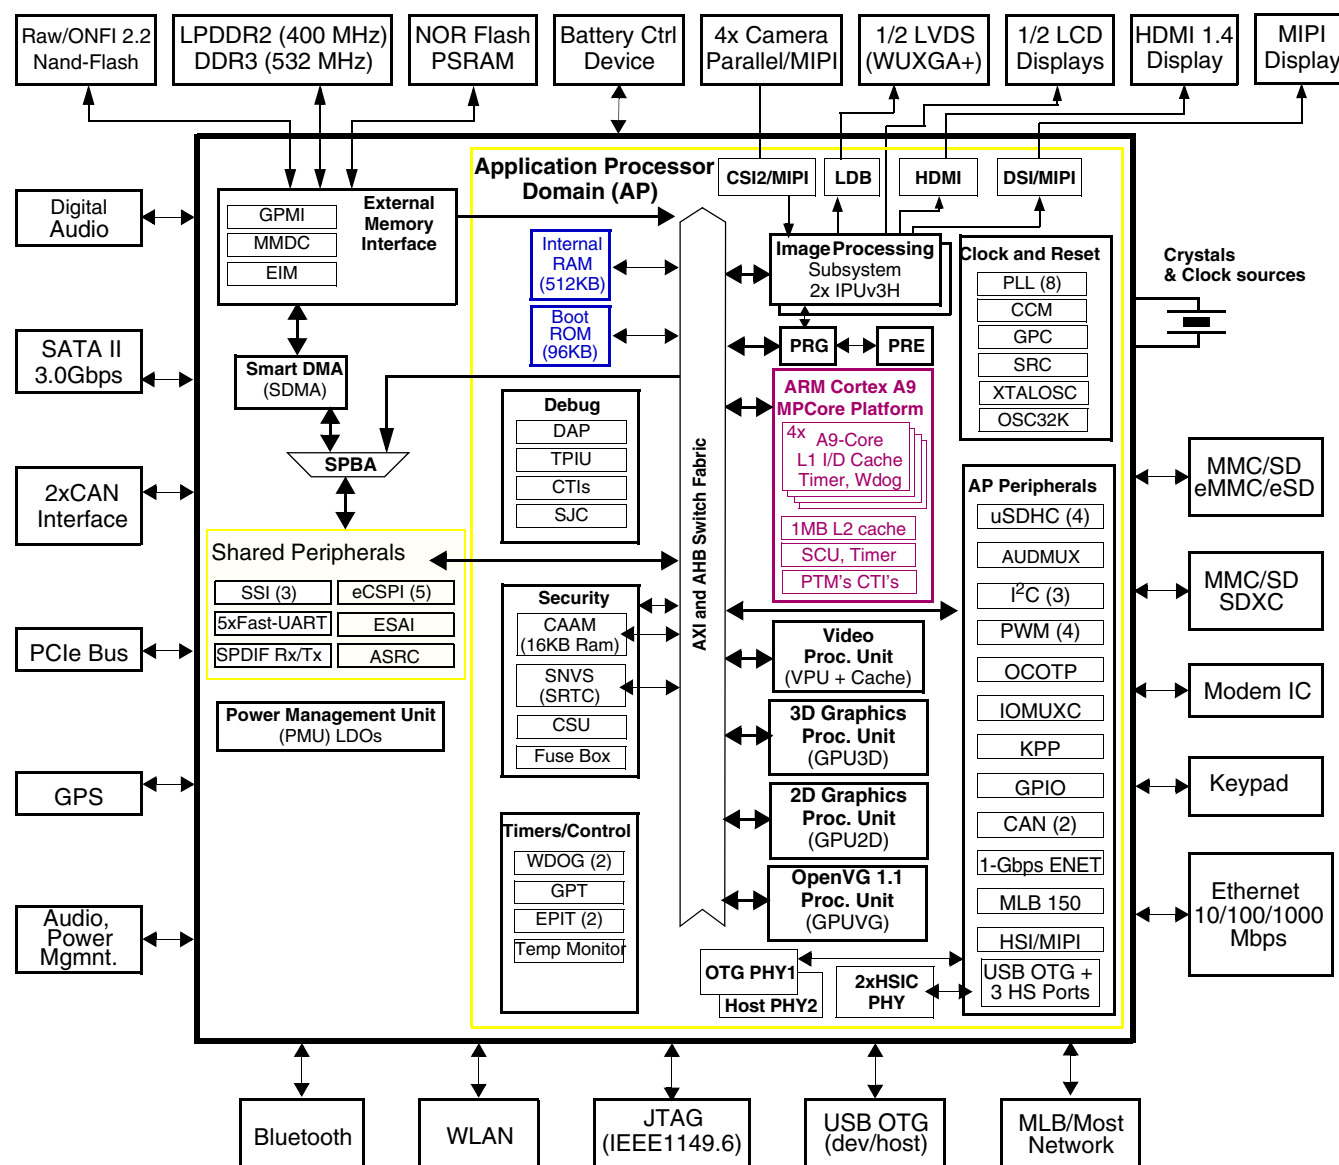 Raw/ONFI 2.2
Nand-Flash
LPDDR2 (400 MHz)
DDR3 (532 MHz)
NOR Flash
PSRAM
Battery Ctrl
Device
4x Camera
Parallel/MIPI
1/2 LVDS
(WUXGA+)
1/2 LCD
Displays
HDMI 1.4
Display
MIPI
Display
Digital
Audio
SATA II
3.0Gbps
2xCAN
Interface
PCIe Bus
GPS
Audio,
Power
Mgmnt.
External
Memory
Interface
GPMI
MMDC
EIM
Smart DMA
(SDMA)
SPBA
Shared Peripherals
SSI (3)
eCSPI (5)
5xFast-UART
ESAI
SPDIF Rx/Tx
ASRC
Power Management Unit
(PMU) LDOs
Application Processor
Domain (AP)
Internal
RAM
(512KB)
Boot
ROM
(96KB)
Debug
DAP
TPIU
CTIs
SJC
Security
CAAM
(16KB Ram)
SNVS
(SRTC)
CSU
Fuse Box
Timers/Control
WDOG (2)
GPT
EPIT (2)
Temp Monitor
AXI and AHB Switch Fabric
CSI2/MIPI
LDB
HDMI
DSI/MIPI
Image Processing
Subsystem
2x IPUv3H
PRG
PRE
ARM Cortex A9
MPCore Platform
4x
A9-Core
L1 I/D Cache
Timer, Wdog
1MB L2 cache
SCU, Timer
PTM's CTI's
Video
Proc. Unit
(VPU + Cache)
3D Graphics
Proc. Unit
(GPU3D)
2D Graphics
Proc. Unit
(GPU2D)
OpenVG 1.1
Proc. Unit
(GPUVG)
OTG PHY1
Host PHY2
2xHSIC
PHY
Clock and Reset
PLL (8)
CCM
GPC
SRC
XTALOSC
OSC32K
AP Peripherals
uSDHC (4)
AUDMUX
I²C (3)
PWM (4)
OCOTP
IOMUXC
KPP
GPIO
CAN (2)
1-Gbps ENET
MLB 150
HSI/MIPI
USB OTG +
3 HS Ports
Crystals
& Clock sources
MMC/SD
eMMC/eSD
MMC/SD
SDXC
Modem IC
Keypad
Ethernet
10/100/1000
Mbps
Bluetooth
WLAN
JTAG
(IEEE1149.6)
USB OTG
(dev/host)
MLB/Most
Network